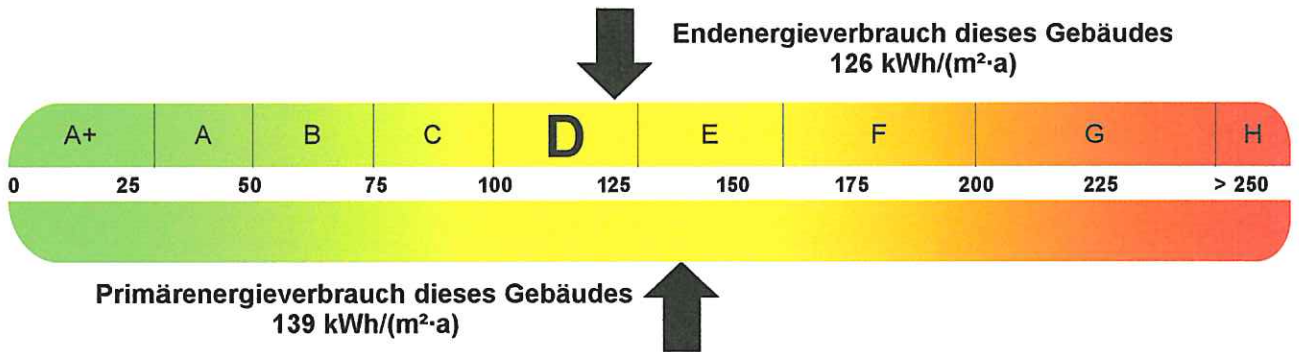 Endenergieverbrauch dieses Gebäudes
126 kWh/(m²·a)
A+ A B C D E F G H
0 25 50 75 100 125 150 175 200 225 > 250
Primärenergieverbrauch dieses Gebäudes
139 kWh/(m²·a)